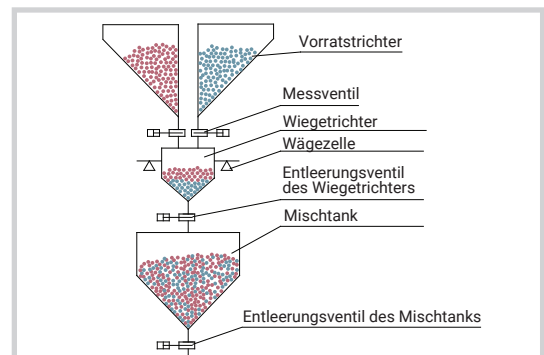 Vorratstrichter
Messventil
Wiegetrichter
Wägezelle
Entleerungsventil
des Wiegetrichters
Mischtank
Entleerungsventil des Mischtanks